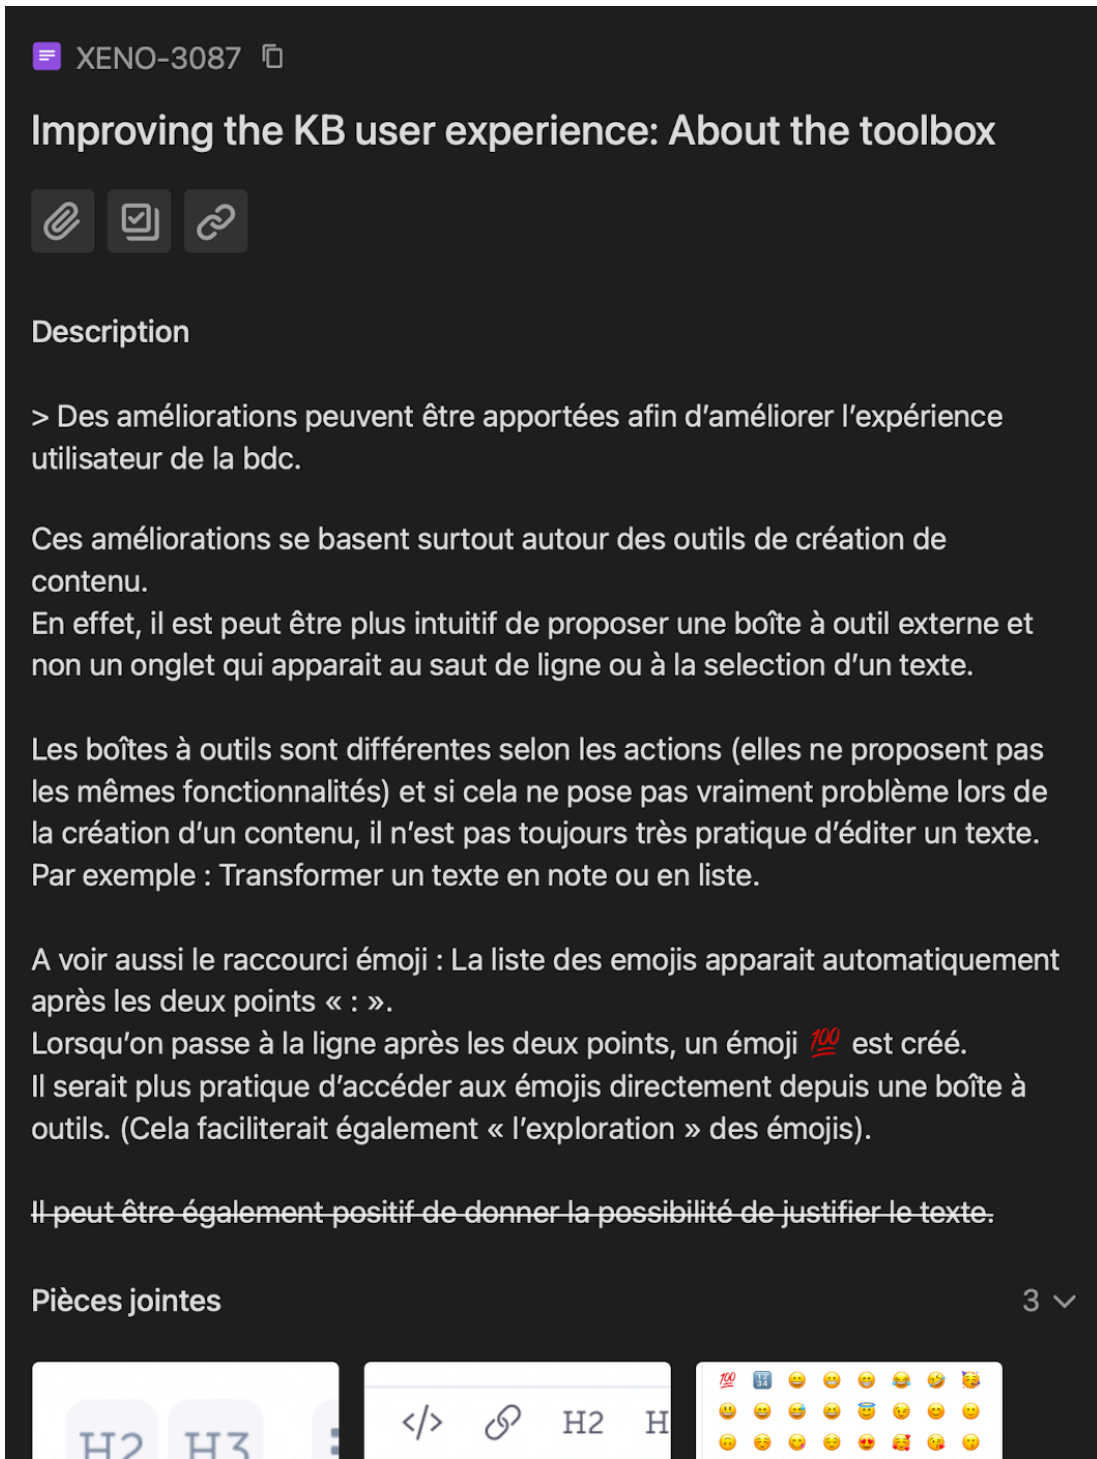 XENO-3087
Improving the KB user experience: About the toolbox
Description
> Des améliorations peuvent être apportées afin d’améliorer l’expérience
utilisateur de la bdc.
Ces améliorations se basent surtout autour des outils de création de
contenu.
En effet, il est peut être plus intuitif de proposer une boîte à outil externe et
non un onglet qui apparait au saut de ligne ou à la selection d’un texte.
Les boîtes à outils sont différentes selon les actions (elles ne proposent pas
les mêmes fonctionnalités) et si cela ne pose pas vraiment problème lors de
la création d’un contenu, il n’est pas toujours très pratique d’éditer un texte.
Par exemple : Transformer un texte en note ou en liste.
A voir aussi le raccourci émoji : La liste des emojis apparait automatiquement
après les deux points « : ».
Lorsqu’on passe à la ligne après les deux points, un émoji 💯 est créé.
Il serait plus pratique d’accéder aux émojis directement depuis une boîte à
outils. (Cela faciliterait également « l’exploration » des émojis).
Il peut être également positif de donner la possibilité de justifier le texte.
Pièces jointes 3
H2 H3
</> H2 H